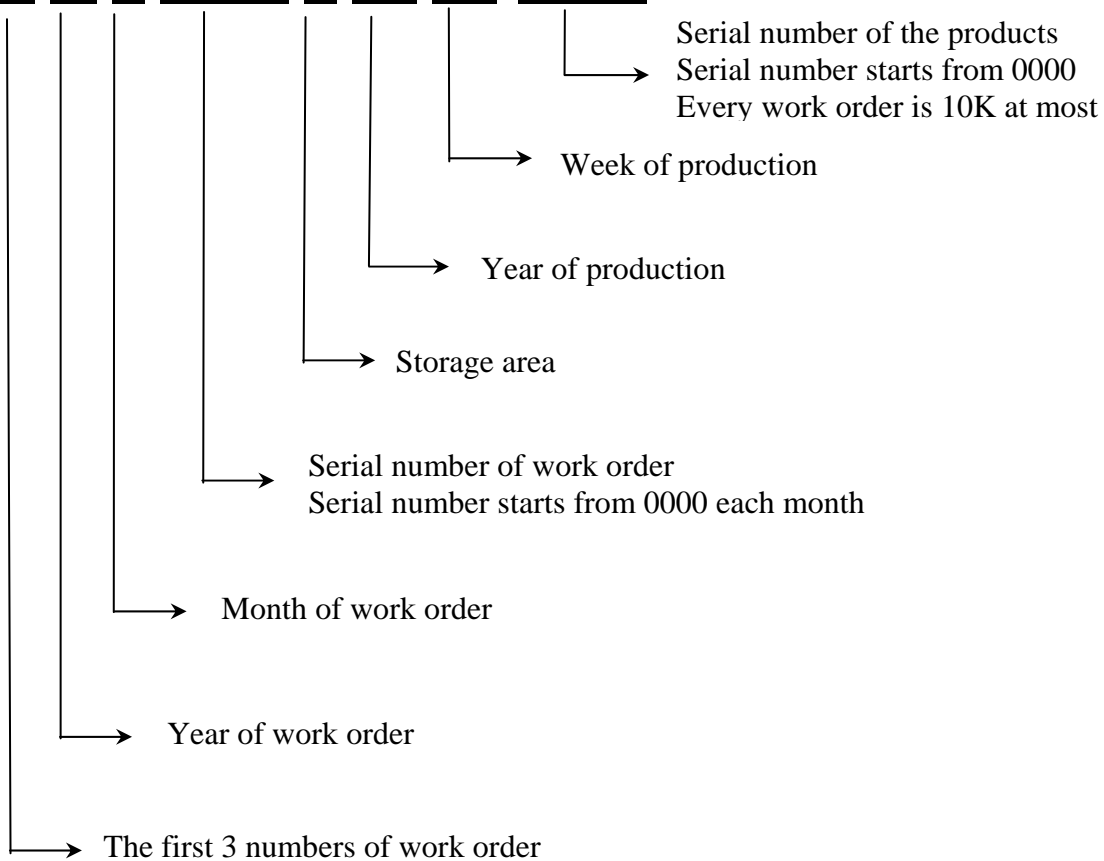 Serial number of the products
Serial number starts from 0000
Every work order is 10K at most
Week of production
Year of production
Storage area
Serial number of work order
Serial number starts from 0000 each month
Month of work order
Year of work order
The first 3 numbers of work order